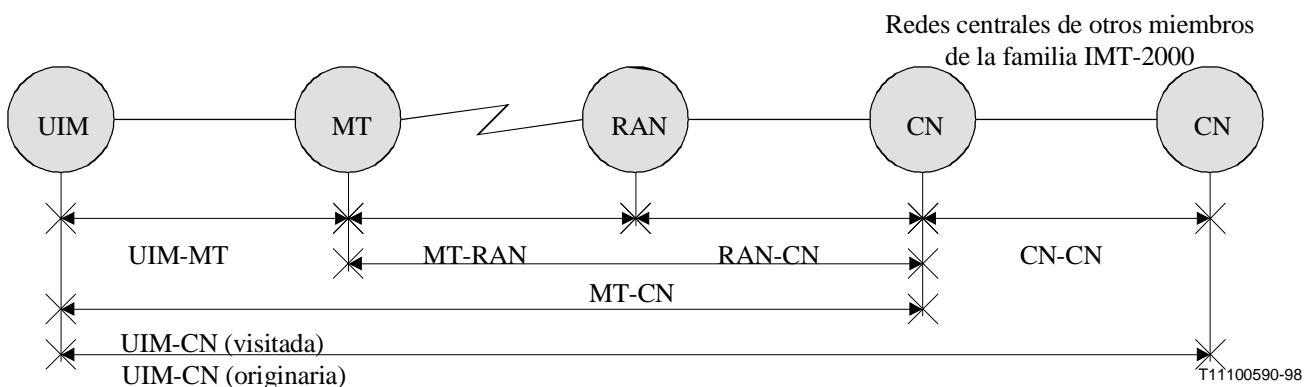 Redes centrales de otros miembros
de la familia IMT-2000
UIM
MT
RAN
CN
CN
UIM-MT
MT-RAN
RAN-CN
CN-CN
MT-CN
UIM-CN (visitada)
UIM-CN (originaria)
T11100590-98